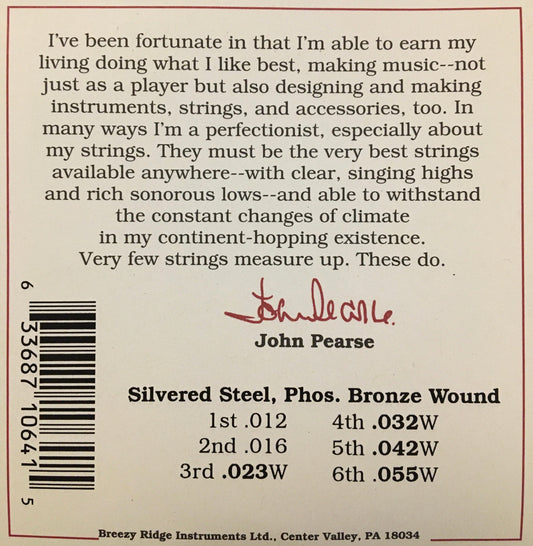 I've been fortunate in that I'm able to earn my
living doing what I like best, making music--not
just as a player but also designing and making
instruments, strings, and accessories, too. In
many ways I'm a perfectionist, especially about
my strings. They must be the very best strings
available anywhere--with clear, singing highs
and rich sonorous lows--and able to withstand
the constant changes of climate
in my continent-hopping existence.
Very few strings measure up. These do.
John Pearse
John Pearse
6 33687 10641 5
Silvered Steel, Phos. Bronze Wound
1st .012 4th .032W
2nd .016 5th .042W
3rd .023W 6th .055W
Breezy Ridge Instruments Ltd., Center Valley, PA 18034